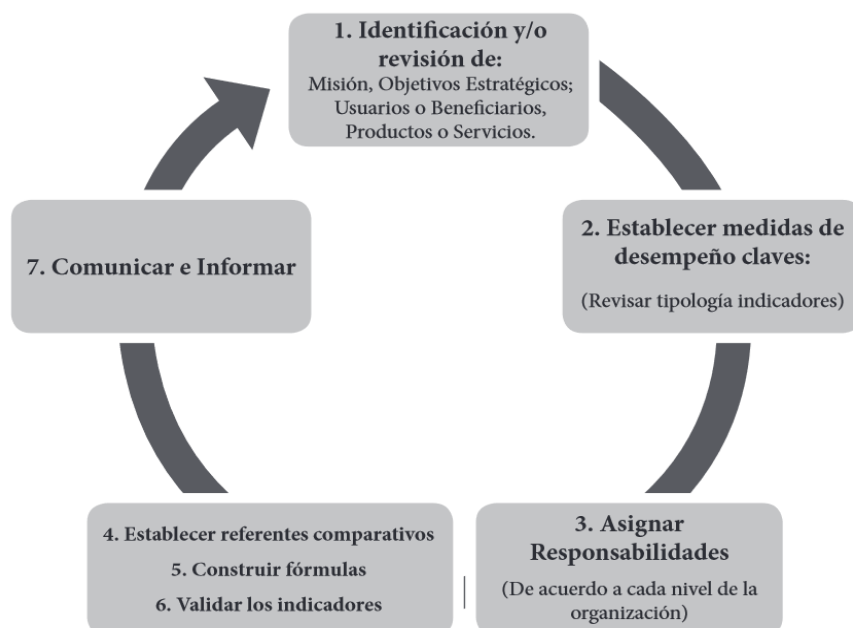 1. Identificación y/o
revisión de:
Misión, Objetivos Estratégicos;
Usuarios o Beneficiarios,
Productos o Servicios.
2. Establecer medidas de
desempeño claves:
(Revisar tipología indicadores)
3. Asignar
Responsabilidades
(De acuerdo a cada nivel de la
organización)
4. Establecer referentes comparativos
5. Construir fórmulas
6. Validar los indicadores
7. Comunicar e Informar